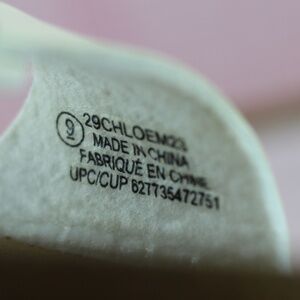 9
29CHLOEM23
MADE IN CHINA
FABRIQUÉ EN CHINE
UPC/CUP 627735472751